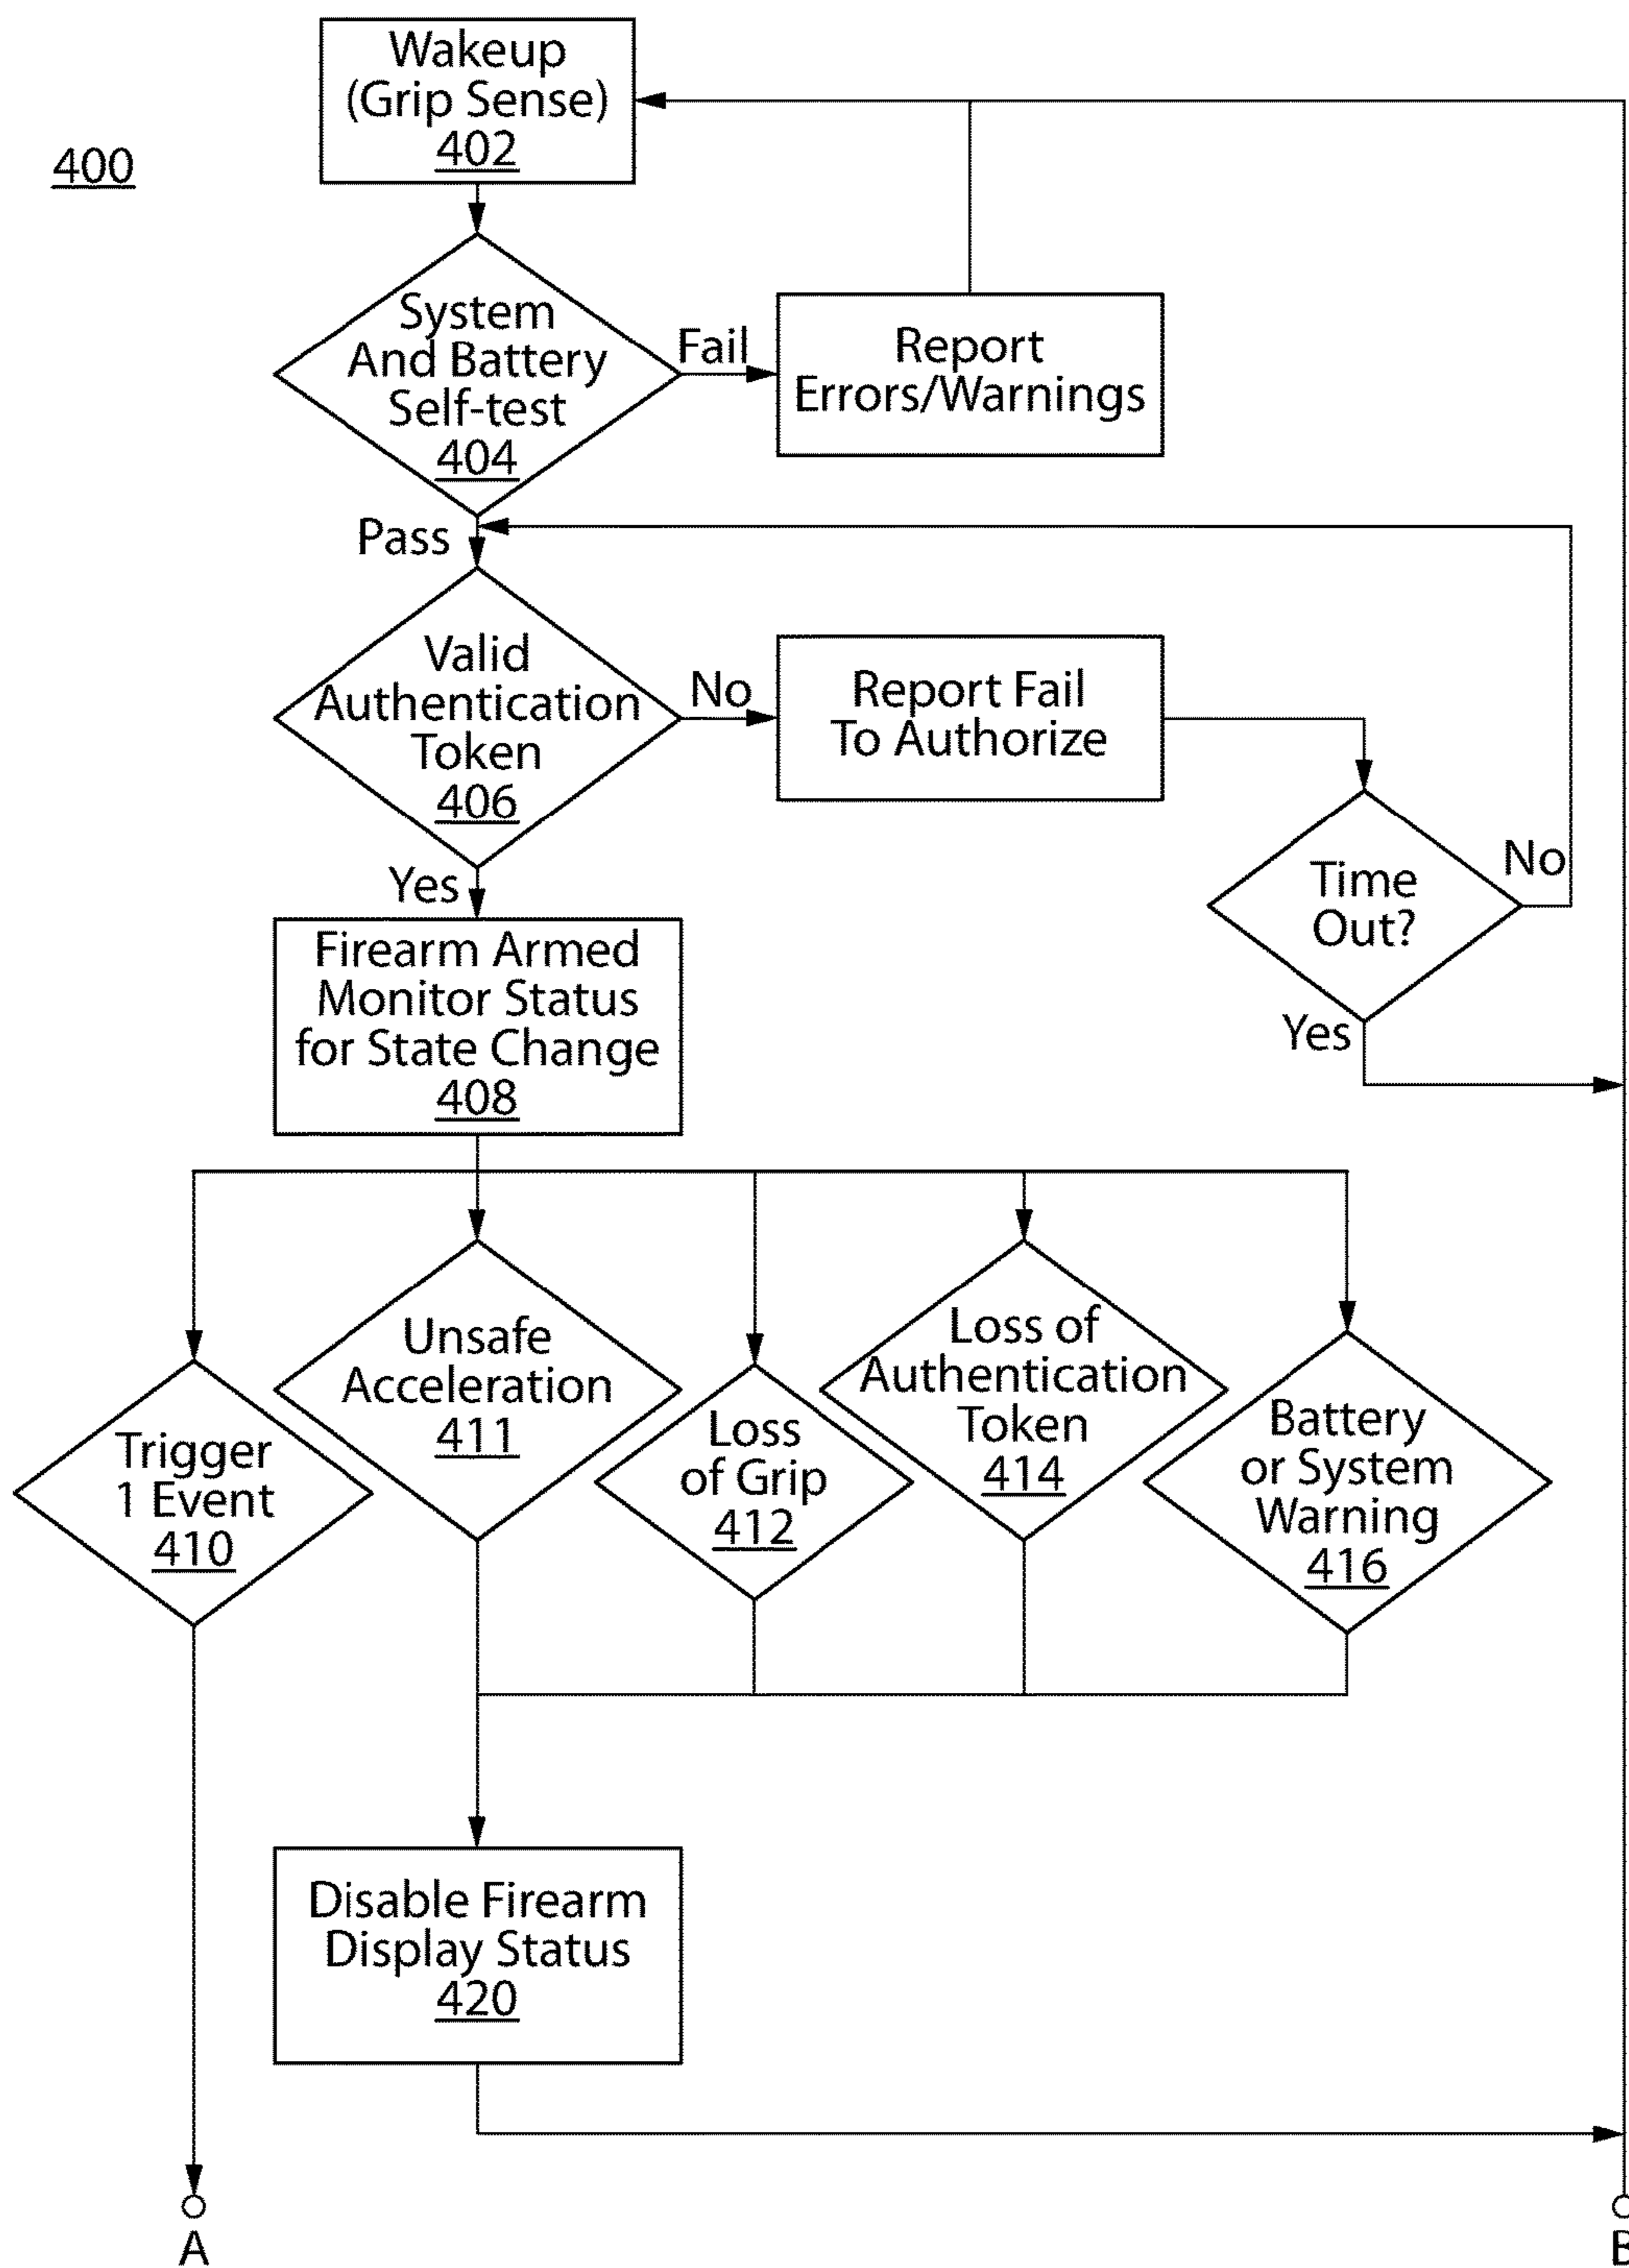 Wakeup
(Grip Sense)
402
400
System
And Battery
Self-test
404
Fail
Report
Errors/Warnings
Pass
Valid
Authentication
Token
406
No
Report Fail
To Authorize
Time
Out?
No
Yes
Yes
Firearm Armed
Monitor Status
for State Change
408
Trigger
1 Event
410
Unsafe
Acceleration
411
Loss
of Grip
412
Loss of
Authentication
Token
414
Battery
or System
Warning
416
Disable Firearm
Display Status
420
A
B